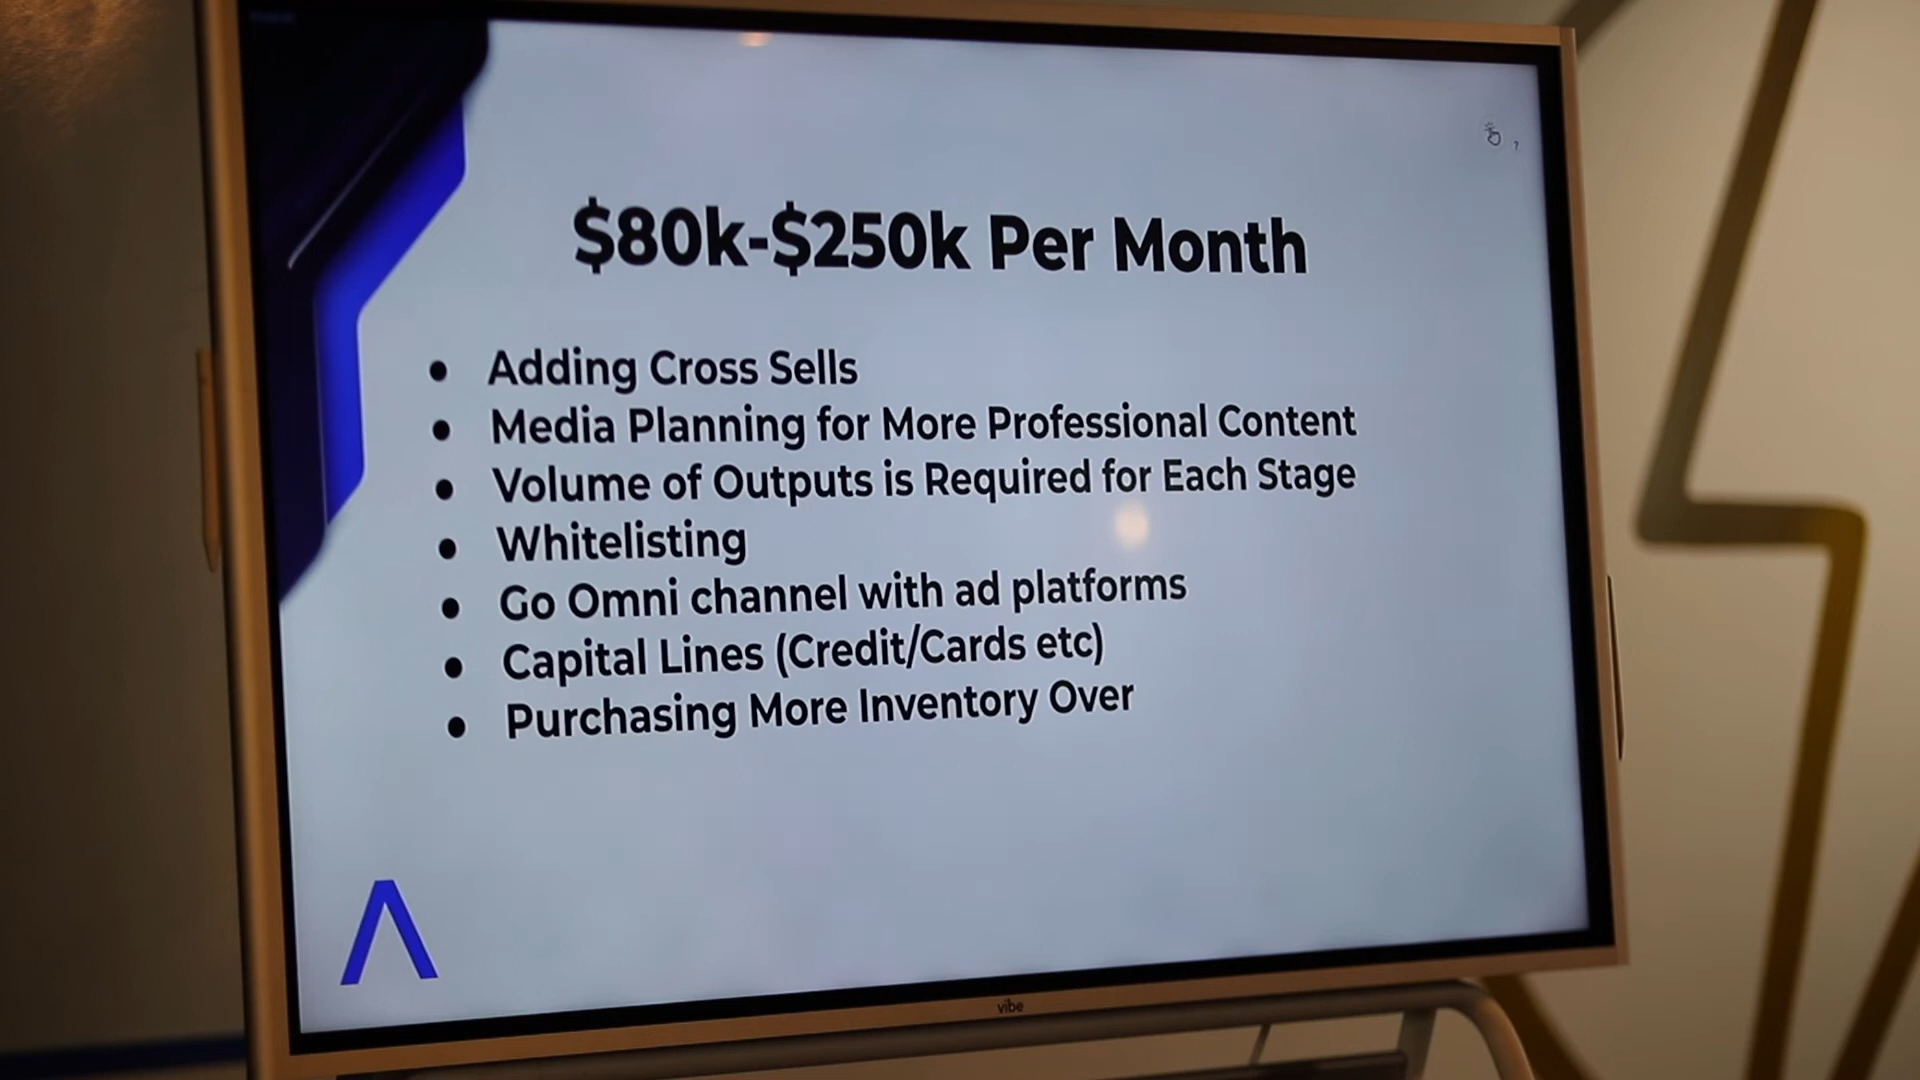 $80k-$250k Per Month
● Adding Cross Sells
● Media Planning for More Professional Content
● Volume of Outputs is Required for Each Stage
● Whitelisting
● Go Omni channel with ad platforms
● Capital Lines (Credit/Cards etc)
● Purchasing More Inventory Over
vibe